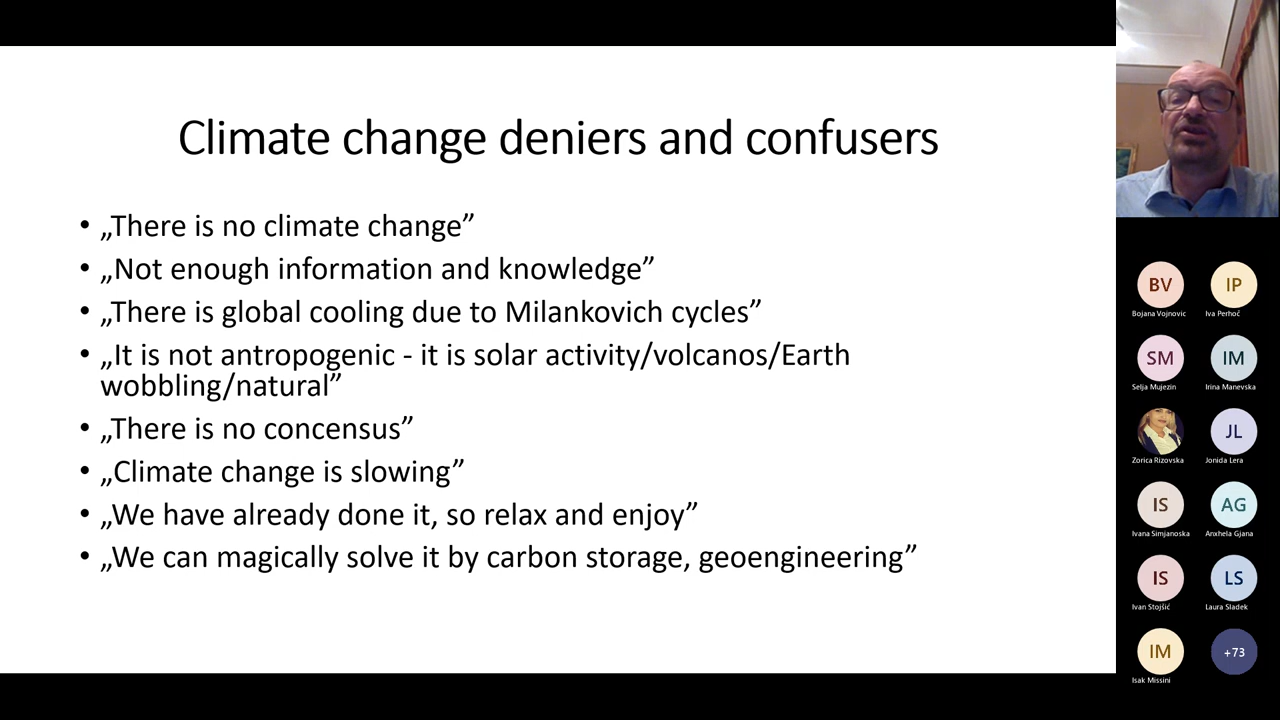 Climate change deniers and confusers
• „There is no climate change”
• „Not enough information and knowledge”
• „There is global cooling due to Milankovich cycles”
• „It is not antropogenic - it is solar activity/volcanos/Earth
wobbling/natural”
• „There is no concensus”
• „Climate change is slowing”
• „We have already done it, so relax and enjoy”
• „We can magically solve it by carbon storage, geoengineering”
BV IP
Bojana Vojnovic Iva Perhoč
SM IM
Selja Mujezin Irina Manevska
JL
Zorica Rizovska Jonida Lera
IS AG
Ivana Simjanoska Anxhela Gjana
IS LS
Ivan Stojšić Laura Sladek
IM +73
Isak Missini